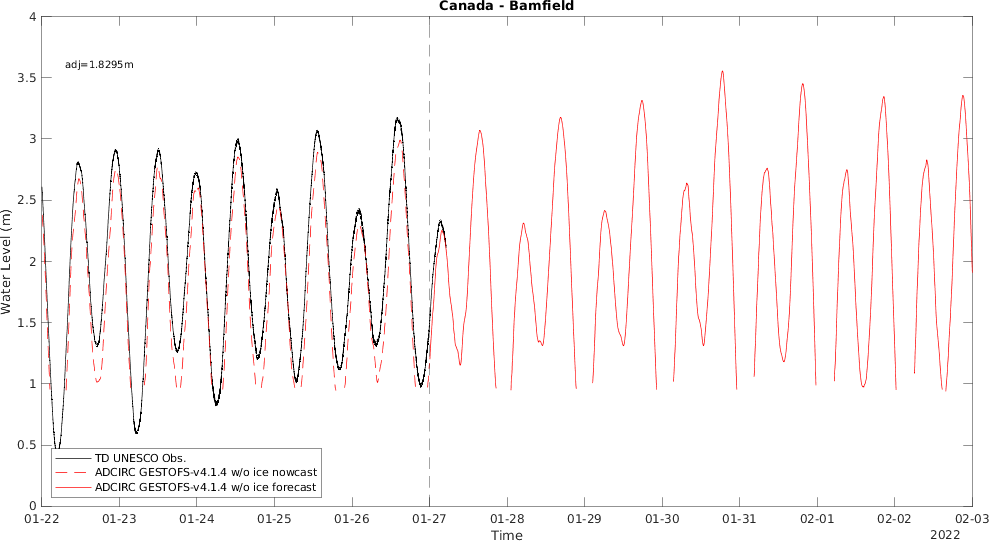 Canada - Bamfield
4
3.5
3
2.5
2
1.5
1
0.5
0
Water Level (m)
adj=1.8295m
TD UNESCO Obs.
ADCIRC GESTOFS-v4.1.4 w/o ice nowcast
ADCIRC GESTOFS-v4.1.4 w/o ice forecast
01-22 01-23 01-24 01-25 01-26 01-27 01-28 01-29 01-30 01-31 02-01 02-02 02-03
Time
2022